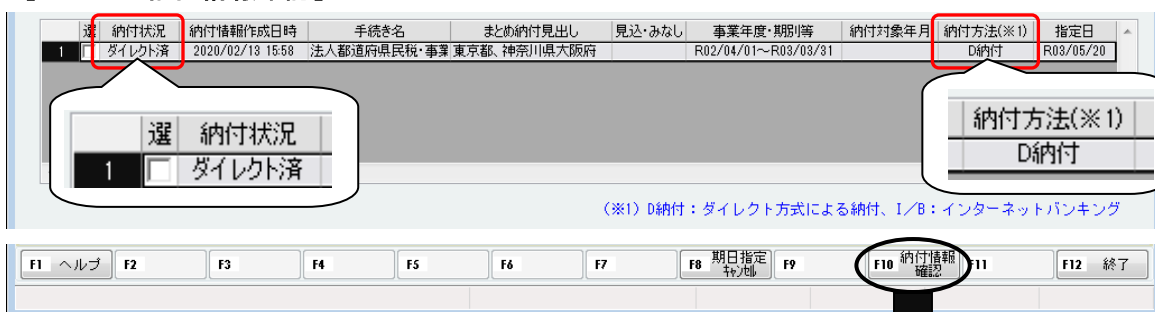 選 納付状況 納付情報作成日時 手続き名 まとめ納付見出し 見込・みなし 事業年度・期別等 納付対象年月 納付方法(※1) 指定日
1 ダイレクト済 2020/02/13 15:58 法人都道府県民税・事業 東京都、神奈川県大阪府 R02/04/01～R03/03/31 D納付 R03/05/20
選 納付状況
1 ダイレクト済
納付方法(※1)
D納付
(※1) D納付：ダイレクト方式による納付、I／B：インターネットバンキング
F1 ヘルプ F2 F3 F4 F5 F6 F7 F8 期日指定キャンセル F9 F10 納付情報確認 F11 F12 終了